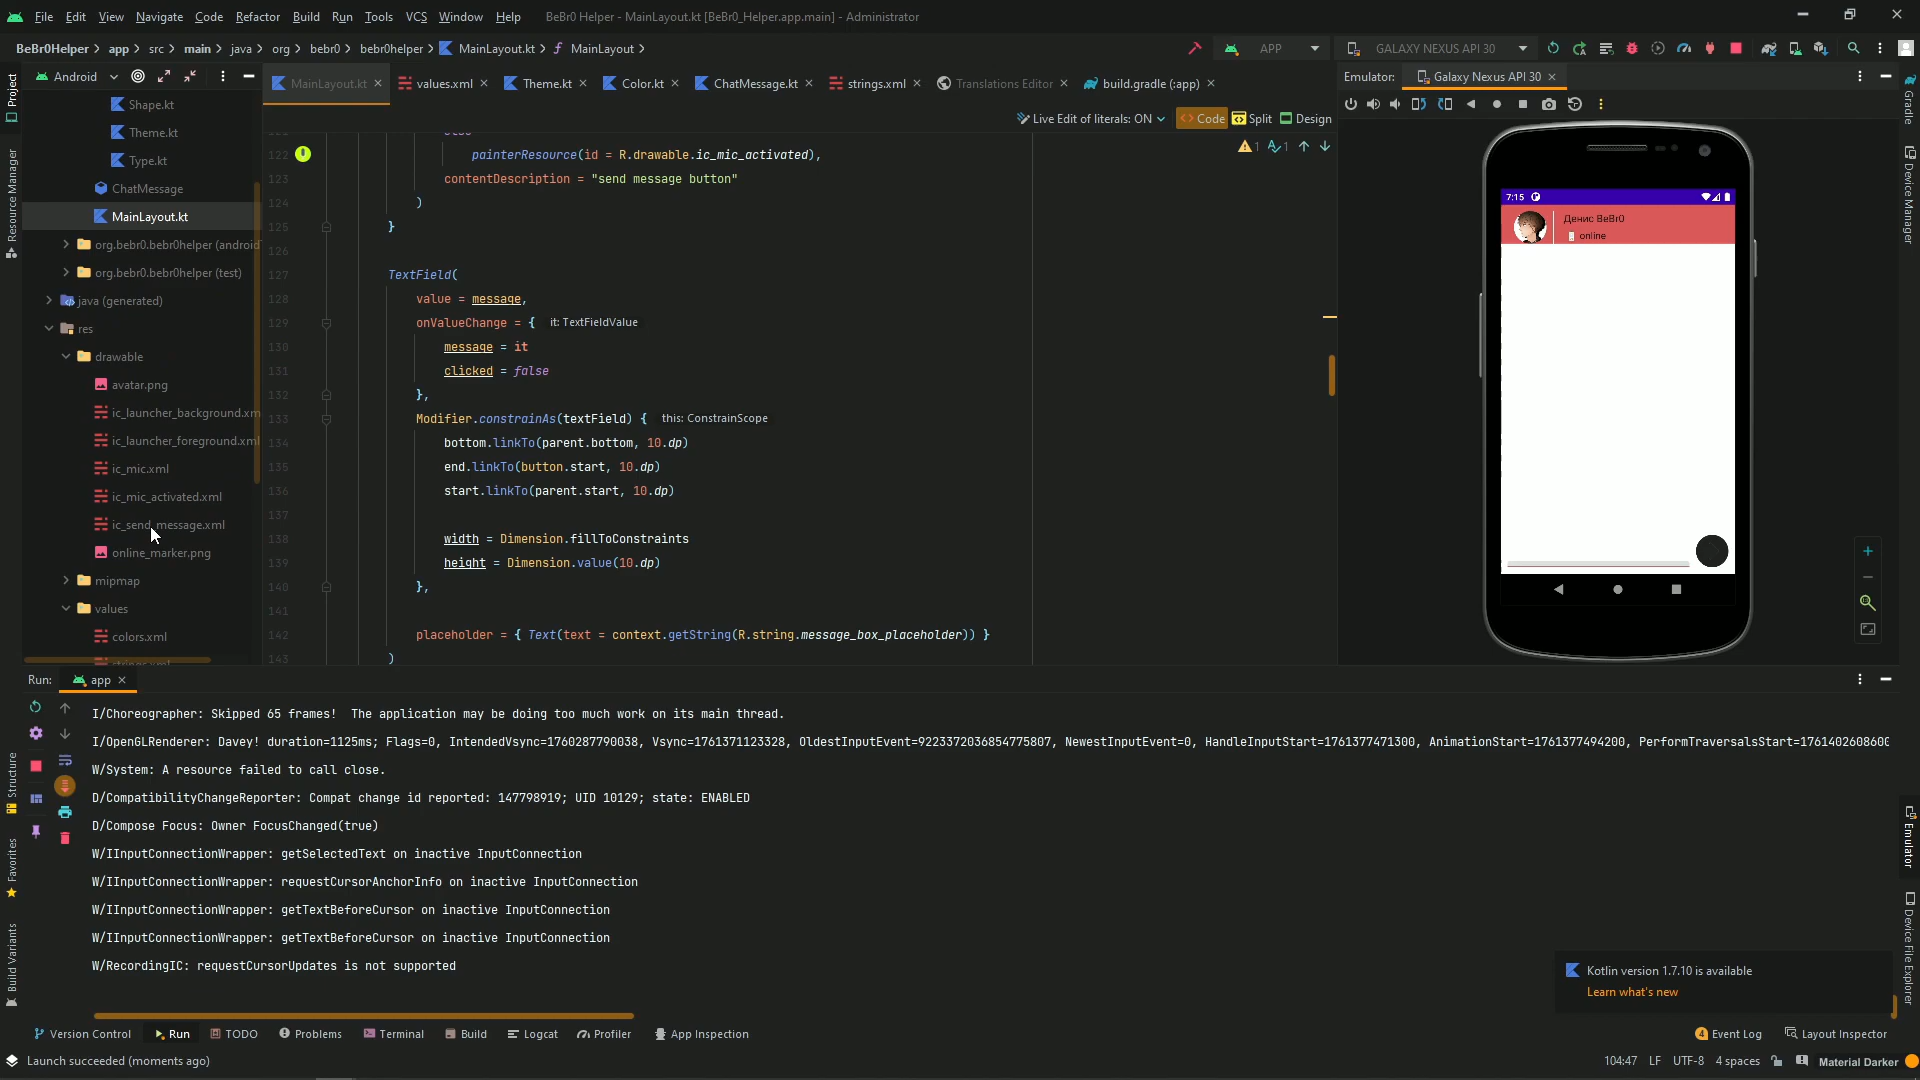 File Edit View Navigate Code Refactor Build Run Tools VCS Window Help BeBr0 Helper - MainLayout.kt [BeBr0_Helper.app.main] - Administrator
BeBr0Helper app src main java org bebr0 bebr0helper MainLayout.kt MainLayout APP GALAXY NEXUS API 30
Android
MainLayout.kt values.xml Theme.kt Color.kt ChatMessage.kt strings.xml Translations Editor build.gradle (:app)
Emulator: Galaxy Nexus API 30
Live Edit of literals: ON Code Split Design
Project
Resource Manager
Structure
Favorites
Build Variants
Shape.kt
Theme.kt
Type.kt
ChatMessage
MainLayout.kt
org.bebr0.bebr0helper (android
org.bebr0.bebr0helper (test)
java (generated)
res
drawable
avatar.png
ic_launcher_background.xm
ic_launcher_foreground.xml
ic_mic.xml
ic_mic_activated.xml
ic_send_message.xml
online_marker.png
mipmap
values
colors.xml
strings.xml
1 1
122 painterResource(id = R.drawable.ic_mic_activated),
123 contentDescription = "send message button"
124 )
125 }
126
127 TextField(
128 value = message,
129 onValueChange = { it: TextFieldValue
130 message = it
131 clicked = false
132 },
133 Modifier.constrainAs(textField) { this: ConstrainScope
134 bottom.linkTo(parent.bottom, 10.dp)
135 end.linkTo(button.start, 10.dp)
136 start.linkTo(parent.start, 10.dp)
137
138 width = Dimension.fillToConstraints
139 height = Dimension.value(10.dp)
140 },
141
142 placeholder = { Text(text = context.getString(R.string.message_box_placeholder)) }
143 )
7:15
Денис BeBr0
online
Gradle
Device Manager
Emulator
Device File Explorer
Run: app
I/Choreographer: Skipped 65 frames! The application may be doing too much work on its main thread.
I/OpenGLRenderer: Davey! duration=1125ms; Flags=0, IntendedVsync=1760287790038, Vsync=1761371123328, OldestInputEvent=9223372036854775807, NewestInputEvent=0, HandleInputStart=1761377471300, AnimationStart=1761377494200, PerformTraversalsStart=1761402608600
W/System: A resource failed to call close.
D/CompatibilityChangeReporter: Compat change id reported: 147798919; UID 10129; state: ENABLED
D/Compose Focus: Owner FocusChanged(true)
W/IInputConnectionWrapper: getSelectedText on inactive InputConnection
W/IInputConnectionWrapper: requestCursorAnchorInfo on inactive InputConnection
W/IInputConnectionWrapper: getTextBeforeCursor on inactive InputConnection
W/IInputConnectionWrapper: getTextBeforeCursor on inactive InputConnection
W/RecordingIC: requestCursorUpdates is not supported
Kotlin version 1.7.10 is available
Learn what's new
Version Control Run TODO Problems Terminal Build Logcat Profiler App Inspection 4 Event Log Layout Inspector
Launch succeeded (moments ago) 104:47 LF UTF-8 4 spaces Material Darker